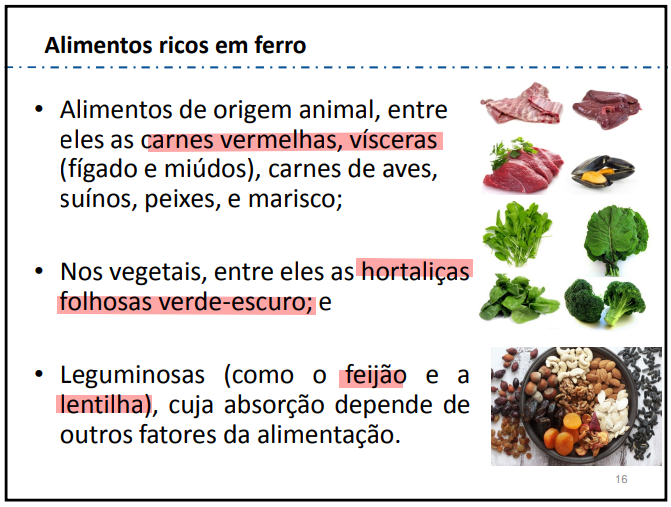 Alimentos ricos em ferro
• Alimentos de origem animal, entre
eles as carnes vermelhas, vísceras
(fígado e miúdos), carnes de aves,
suínos, peixes, e marisco;
• Nos vegetais, entre eles as hortaliças
folhosas verde-escuro; e
• Leguminosas (como o feijão e a
lentilha), cuja absorção depende de
outros fatores da alimentação.
16